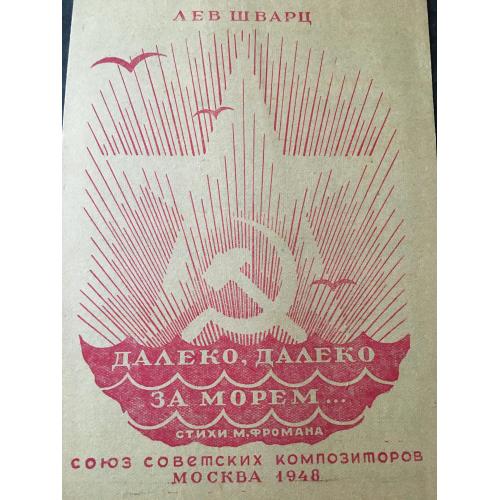 ЛЕВ ШВАРЦ
ДАЛЕКО, ДАЛЕКО
ЗА МОРЕМ...
СТИХИ М. ФРОМАНА
СОЮЗ СОВЕТСКИХ КОМПОЗИТОРОВ
МОСКВА 1948